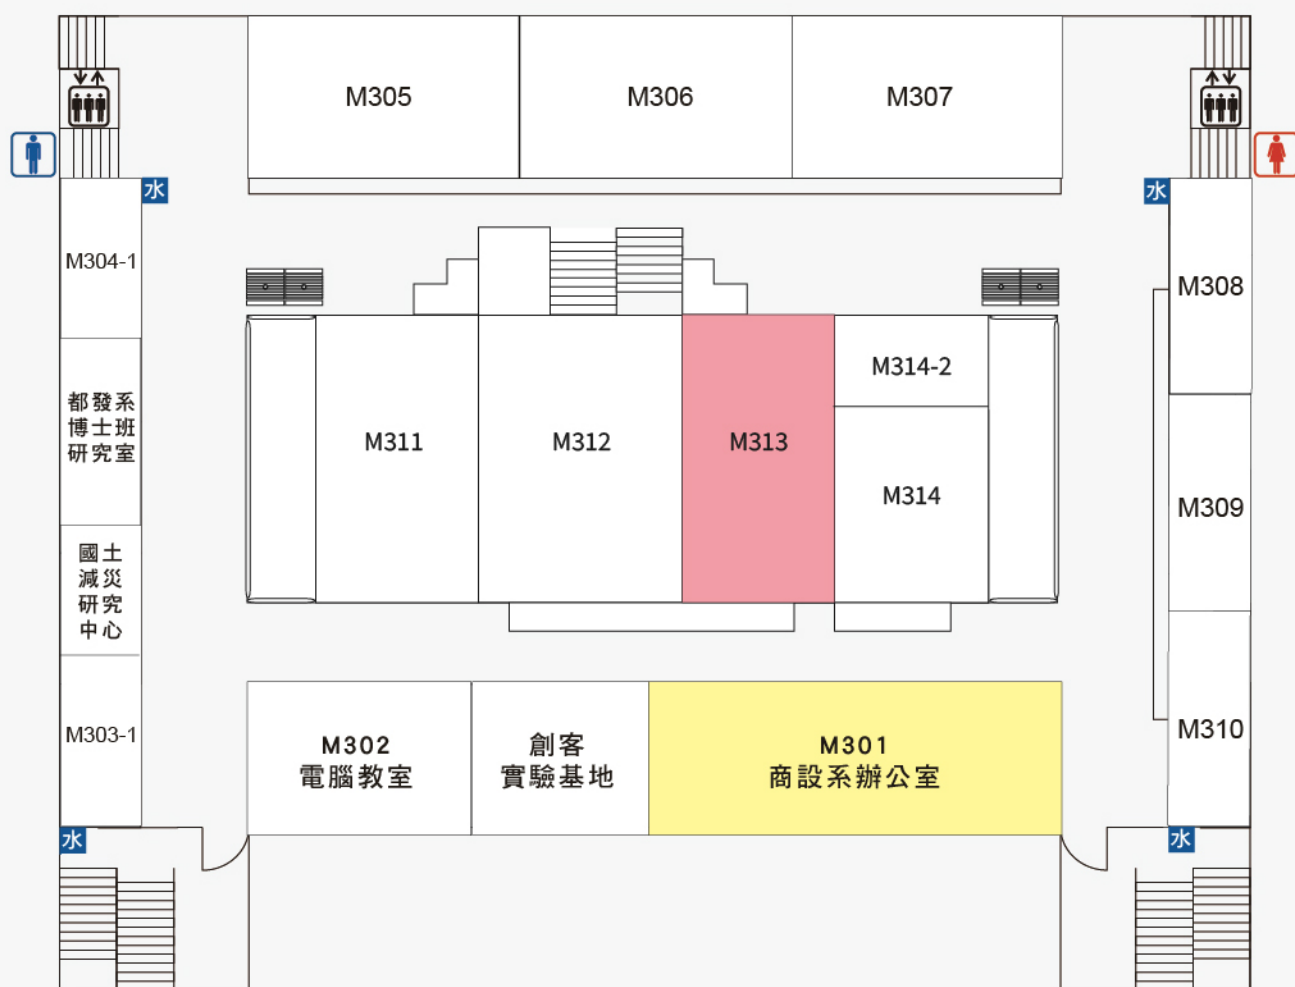 M305
M306
M307
水
水
M304-1
M308
都發系
博士班
研究室
M311
M312
M313
M314-2
M314
M309
國土
減災
研究
中心
M303-1
M302
電腦教室
創客
實驗基地
M301
商設系辦公室
M310
水
水